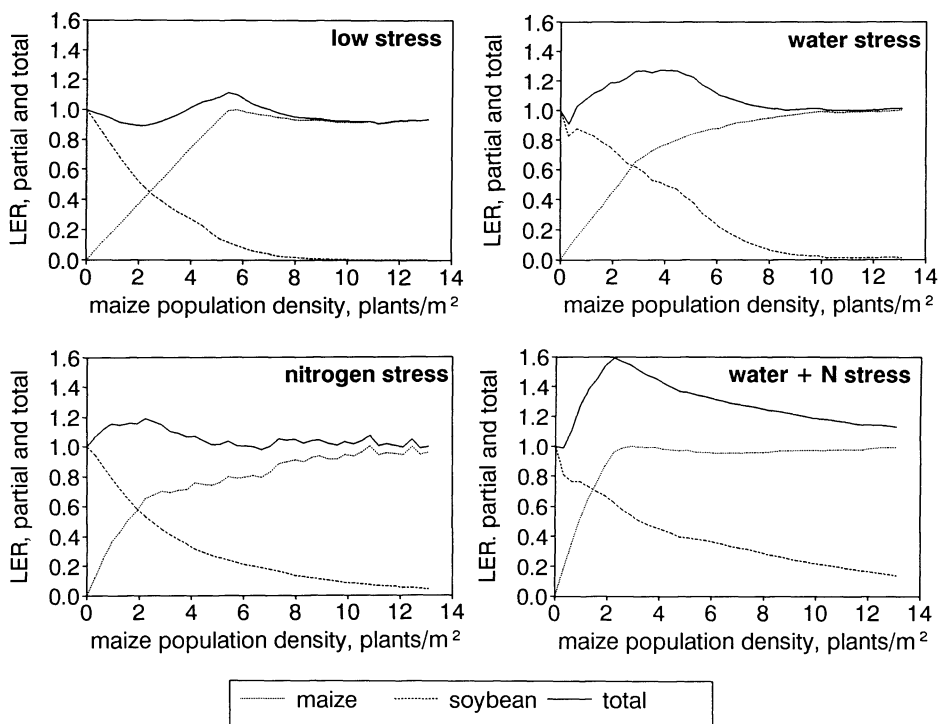 low stress
LER, partial and total
1.6
1.4
1.2
1.0
0.8
0.6
0.4
0.2
0.0
0 2 4 6 8 10 12 14
maize population density, plants/m²
water stress
LER, partial and total
1.6
1.4
1.2
1.0
0.8
0.6
0.4
0.2
0.0
0 2 4 6 8 10 12 14
maize population density, plants/m²
nitrogen stress
LER, partial and total
1.6
1.4
1.2
1.0
0.8
0.6
0.4
0.2
0.0
0 2 4 6 8 10 12 14
maize population density, plants/m²
water + N stress
LER. partial and total
1.6
1.4
1.2
1.0
0.8
0.6
0.4
0.2
0.0
0 2 4 6 8 10 12 14
maize population density, plants/m²
maize soybean total